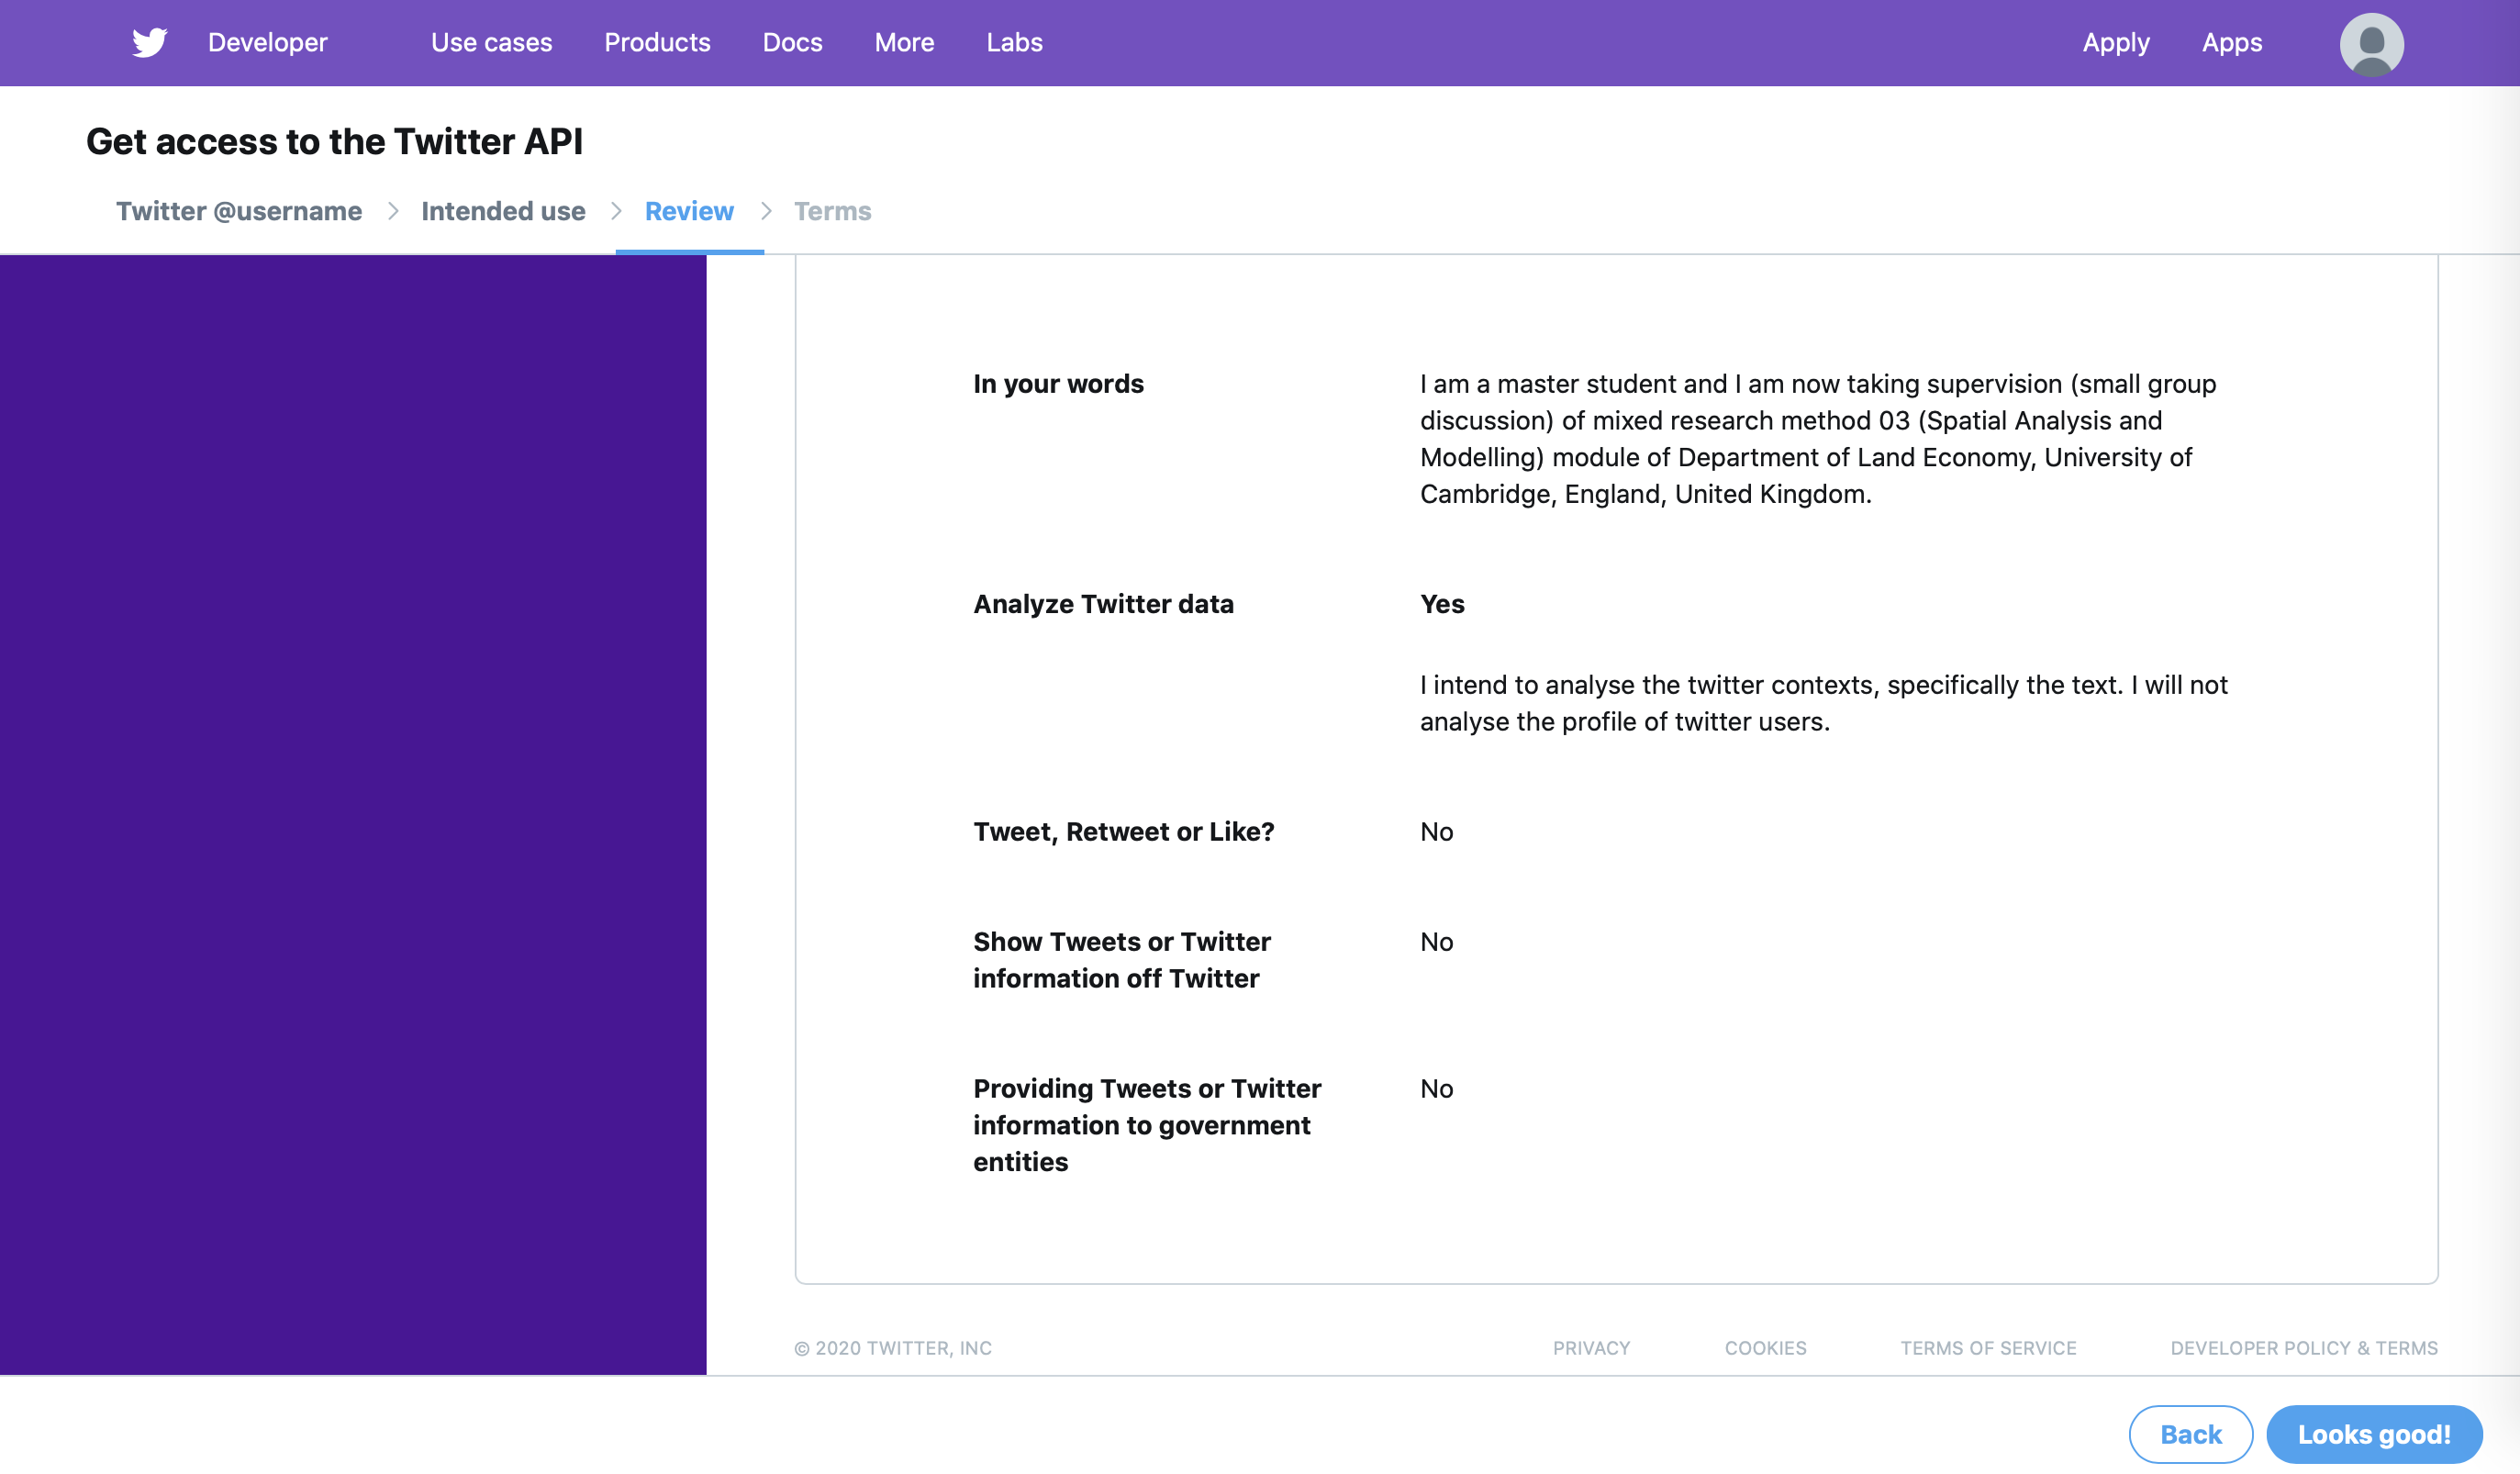 Developer Use cases Products Docs More Labs Apply Apps
Get access to the Twitter API
Twitter @username > Intended use > Review > Terms
In your words
I am a master student and I am now taking supervision (small group
discussion) of mixed research method 03 (Spatial Analysis and
Modelling) module of Department of Land Economy, University of
Cambridge, England, United Kingdom.
Analyze Twitter data
Yes
I intend to analyse the twitter contexts, specifically the text. I will not
analyse the profile of twitter users.
Tweet, Retweet or Like?
No
Show Tweets or Twitter
information off Twitter
No
Providing Tweets or Twitter
information to government
entities
No
© 2020 TWITTER, INC
PRIVACY COOKIES TERMS OF SERVICE DEVELOPER POLICY & TERMS
Back Looks good!